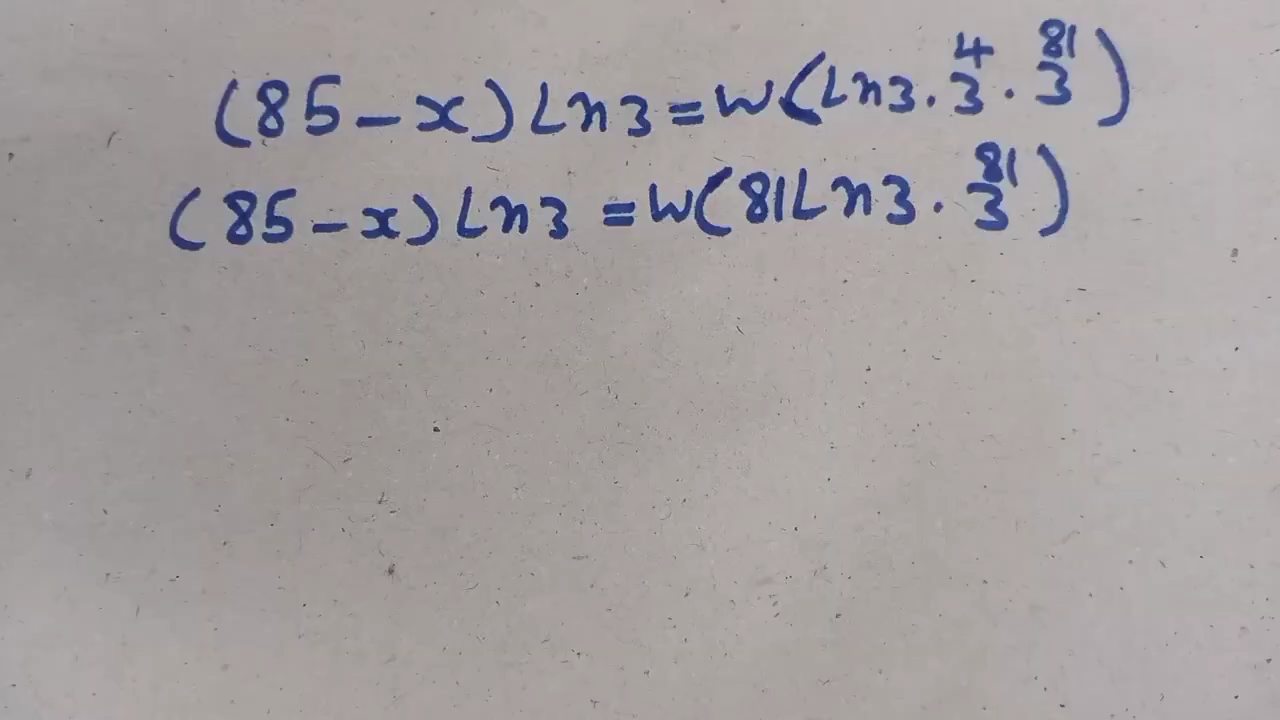 (85-x) Ln3 = W(Ln3.3⁴.3⁸¹)
(85-x) Ln3 = W(81Ln3.3⁸¹)